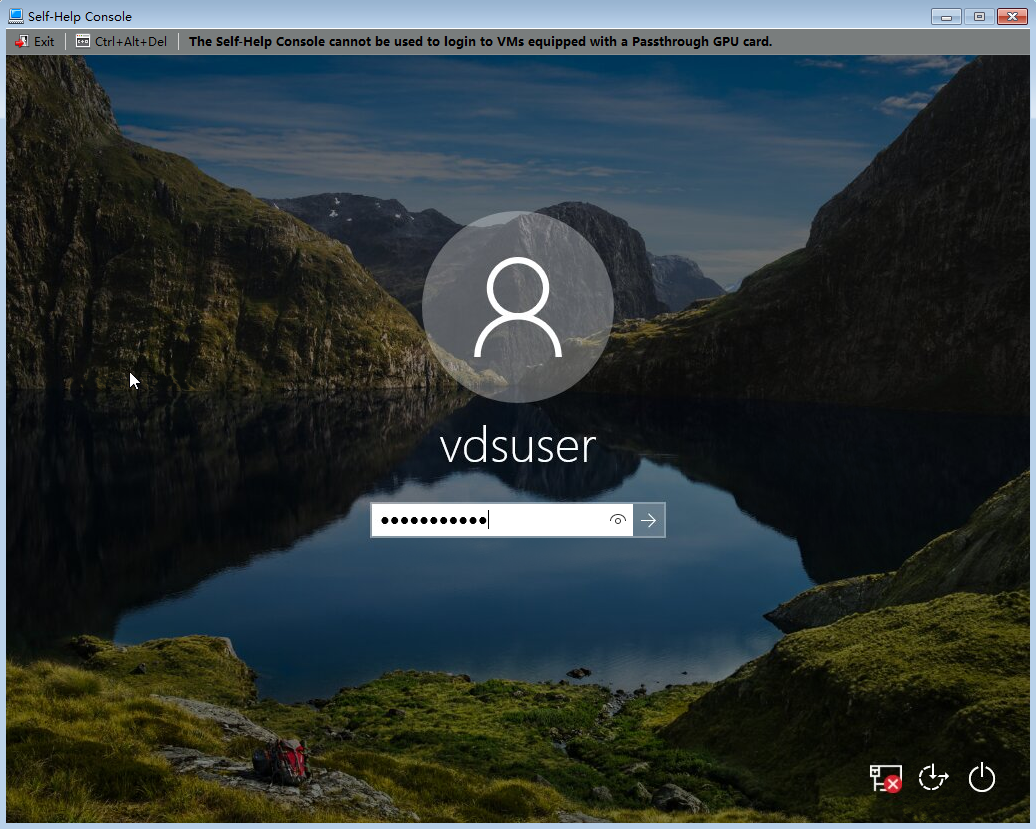 Self-Help Console
Exit Ctrl+Alt+Del The Self-Help Console cannot be used to login to VMs equipped with a Passthrough GPU card.
vdsuser